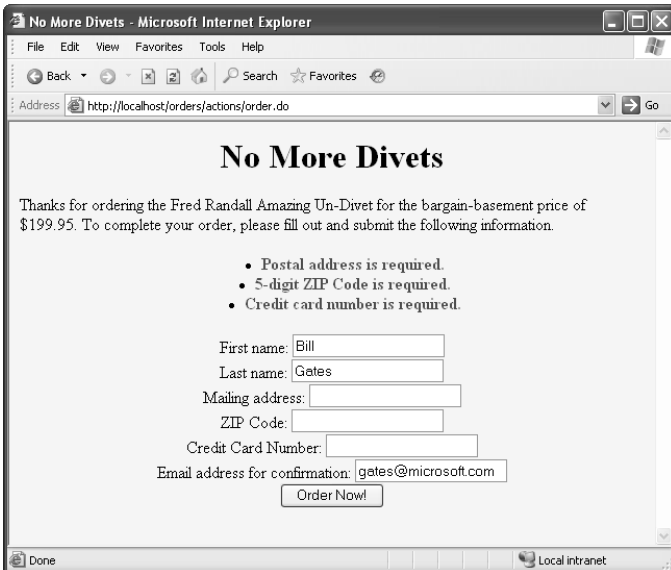 No More Divets - Microsoft Internet Explorer
File Edit View Favorites Tools Help
Back Search Favorites
Address http://localhost/orders/actions/order.do Go
No More Divets
Thanks for ordering the Fred Randall Amazing Un-Divet for the bargain-basement price of
$199.95. To complete your order, please fill out and submit the following information.
• Postal address is required.
• 5-digit ZIP Code is required.
• Credit card number is required.
First name: Bill
Last name: Gates
Mailing address:
ZIP Code:
Credit Card Number:
Email address for confirmation: gates@microsoft.com
Order Now!
Done Local intranet